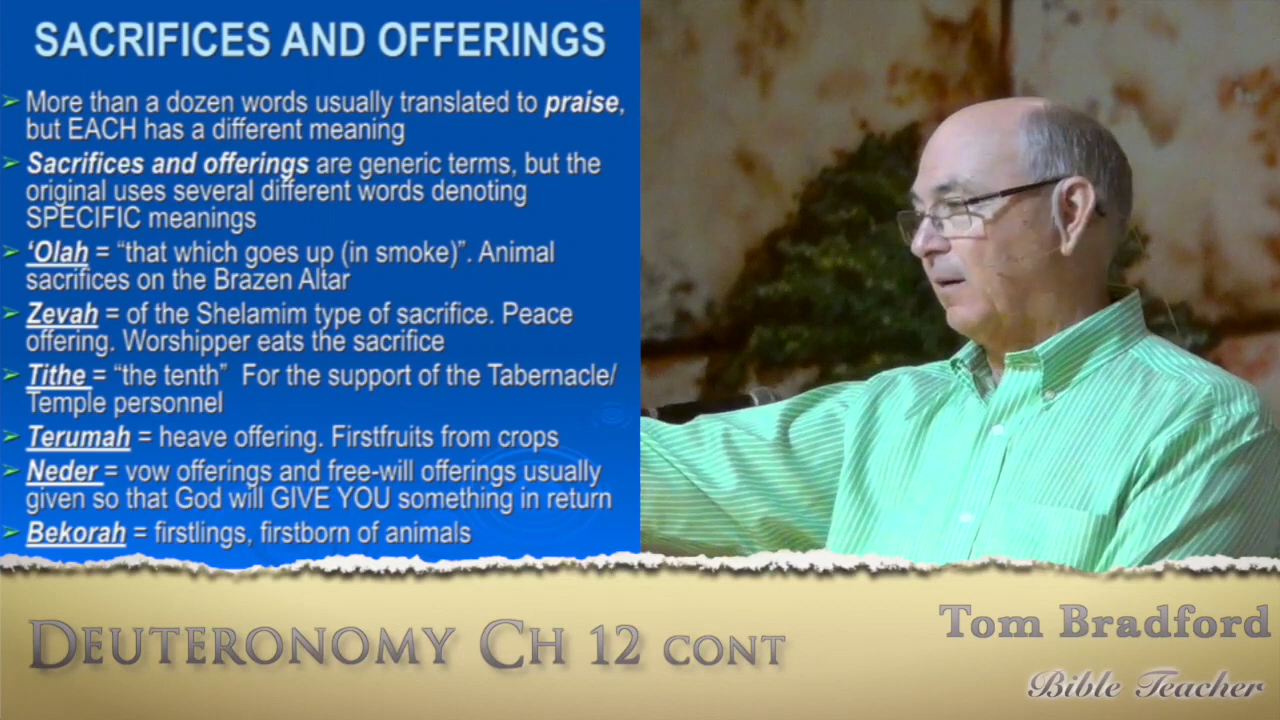 SACRIFICES AND OFFERINGS
➢ More than a dozen words usually translated to praise,
but EACH has a different meaning
➢ Sacrifices and offerings are generic terms, but the
original uses several different words denoting
SPECIFIC meanings
➢ ‘Olah = “that which goes up (in smoke)”. Animal
sacrifices on the Brazen Altar
➢ Zevah = of the Shelamim type of sacrifice. Peace
offering. Worshipper eats the sacrifice
➢ Tithe = “the tenth” For the support of the Tabernacle/
Temple personnel
➢ Terumah = heave offering. Firstfruits from crops
➢ Neder = vow offerings and free-will offerings usually
given so that God will GIVE YOU something in return
➢ Bekorah = firstlings, firstborn of animals
DEUTERONOMY CH 12 CONT
Tom Bradford
Bible Teacher